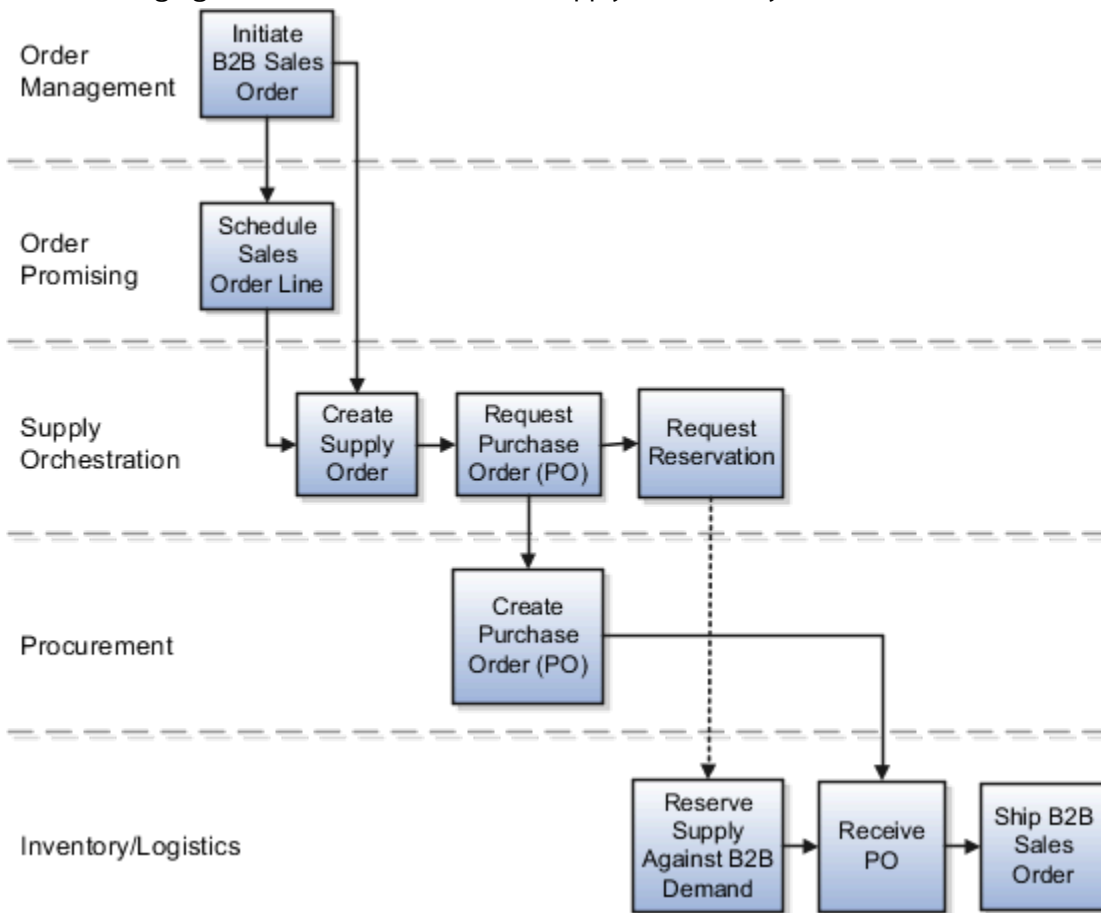 Order
Management
Initiate
B2B Sales
Order
Order
Promising
Schedule
Sales
Order Line
Supply
Orchestration
Create
Supply
Order
Request
Purchase
Order (PO)
Request
Reservation
Procurement
Create
Purchase
Order (PO)
Inventory/Logistics
Reserve
Supply
Against B2B
Demand
Receive
PO
Ship B2B
Sales
Order